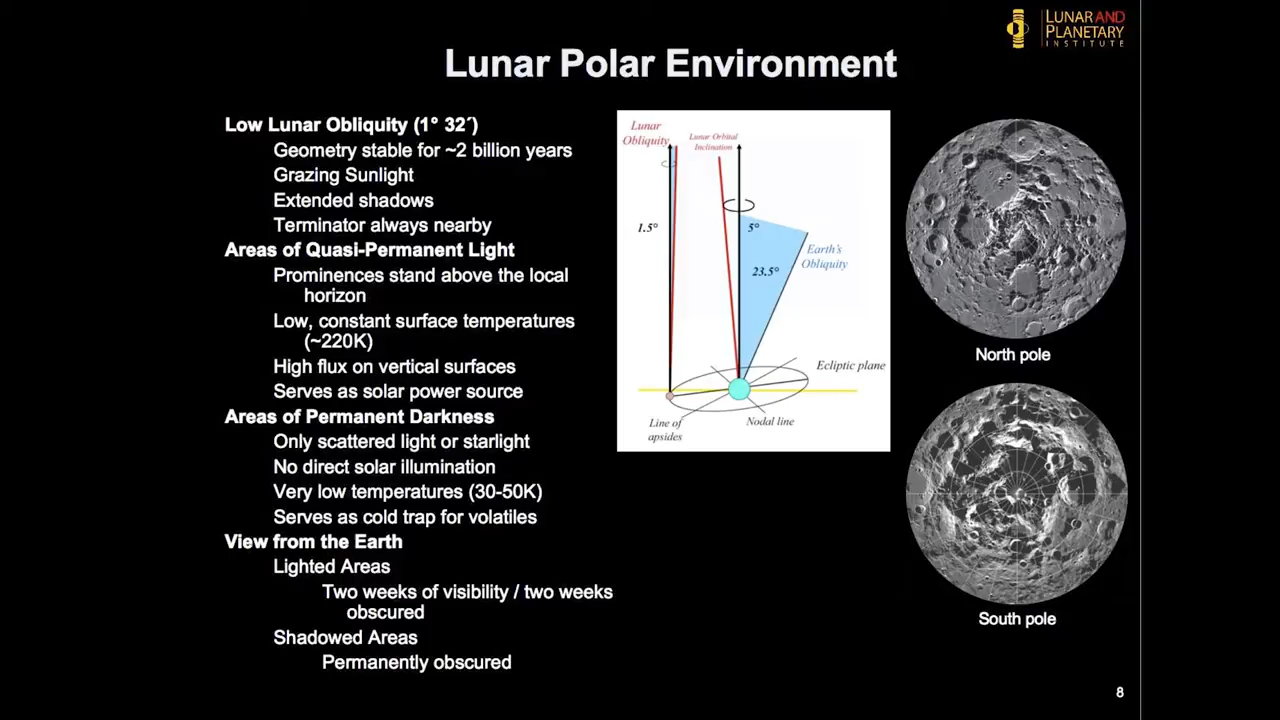 LUNAR AND
PLANETARY
INSTITUTE
Lunar Polar Environment
Low Lunar Obliquity (1° 32´)
Geometry stable for ~2 billion years
Grazing Sunlight
Extended shadows
Terminator always nearby
Areas of Quasi-Permanent Light
Prominences stand above the local
horizon
Low, constant surface temperatures
(~220K)
High flux on vertical surfaces
Serves as solar power source
Areas of Permanent Darkness
Only scattered light or starlight
No direct solar illumination
Very low temperatures (30-50K)
Serves as cold trap for volatiles
View from the Earth
Lighted Areas
Two weeks of visibility / two weeks
obscured
Shadowed Areas
Permanently obscured
Lunar
Obliquity
Lunar Orbital
Inclination
1.5°
5°
23.5°
Earth's
Obliquity
Ecliptic plane
Line of
apsides
Nodal line
North pole
South pole
8